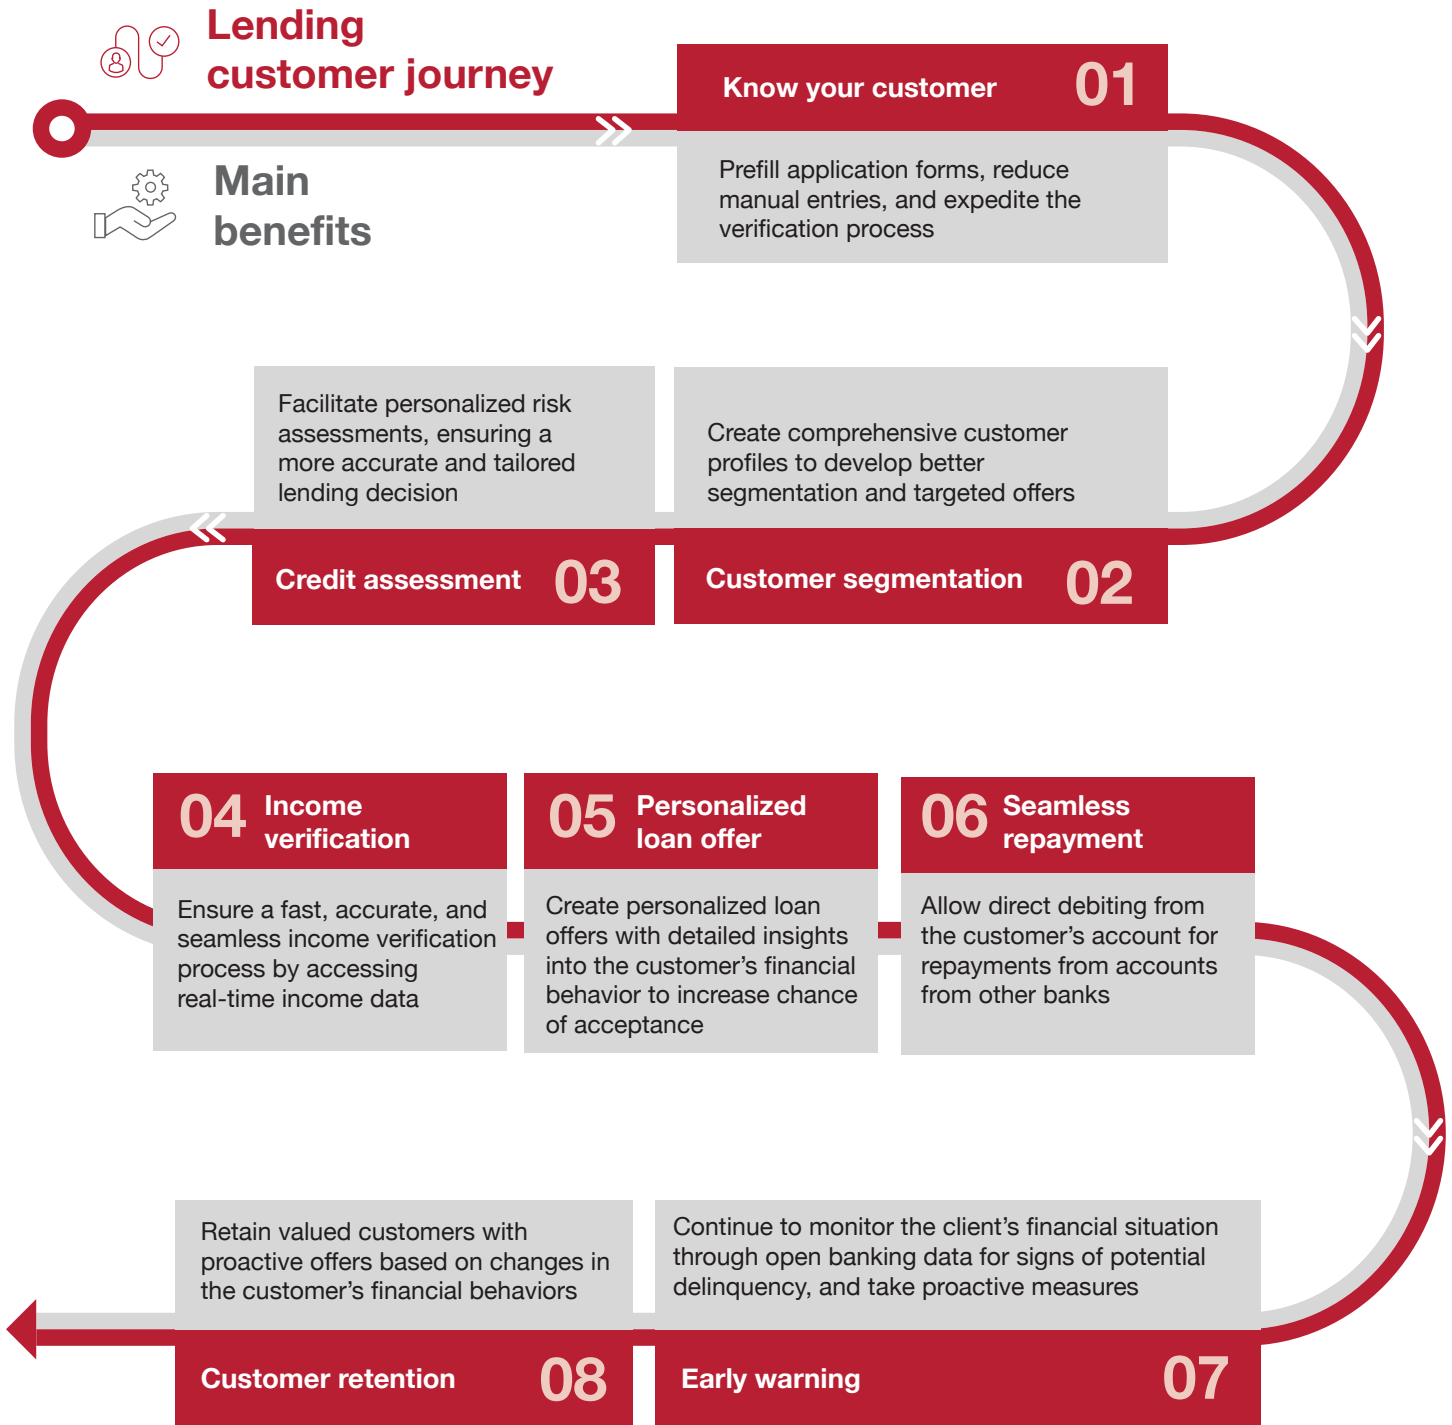 Lending
customer journey
Main
benefits
Know your customer 01
Prefill application forms, reduce
manual entries, and expedite the
verification process
Create comprehensive customer
profiles to develop better
segmentation and targeted offers
Customer segmentation 02
Facilitate personalized risk
assessments, ensuring a
more accurate and tailored
lending decision
Credit assessment 03
04 Income
verification
Ensure a fast, accurate, and
seamless income verification
process by accessing
real-time income data
05 Personalized
loan offer
Create personalized loan
offers with detailed insights
into the customer’s financial
behavior to increase chance
of acceptance
06 Seamless
repayment
Allow direct debiting from
the customer’s account for
repayments from accounts
from other banks
Continue to monitor the client’s financial situation
through open banking data for signs of potential
delinquency, and take proactive measures
Early warning 07
Retain valued customers with
proactive offers based on changes in
the customer’s financial behaviors
Customer retention 08